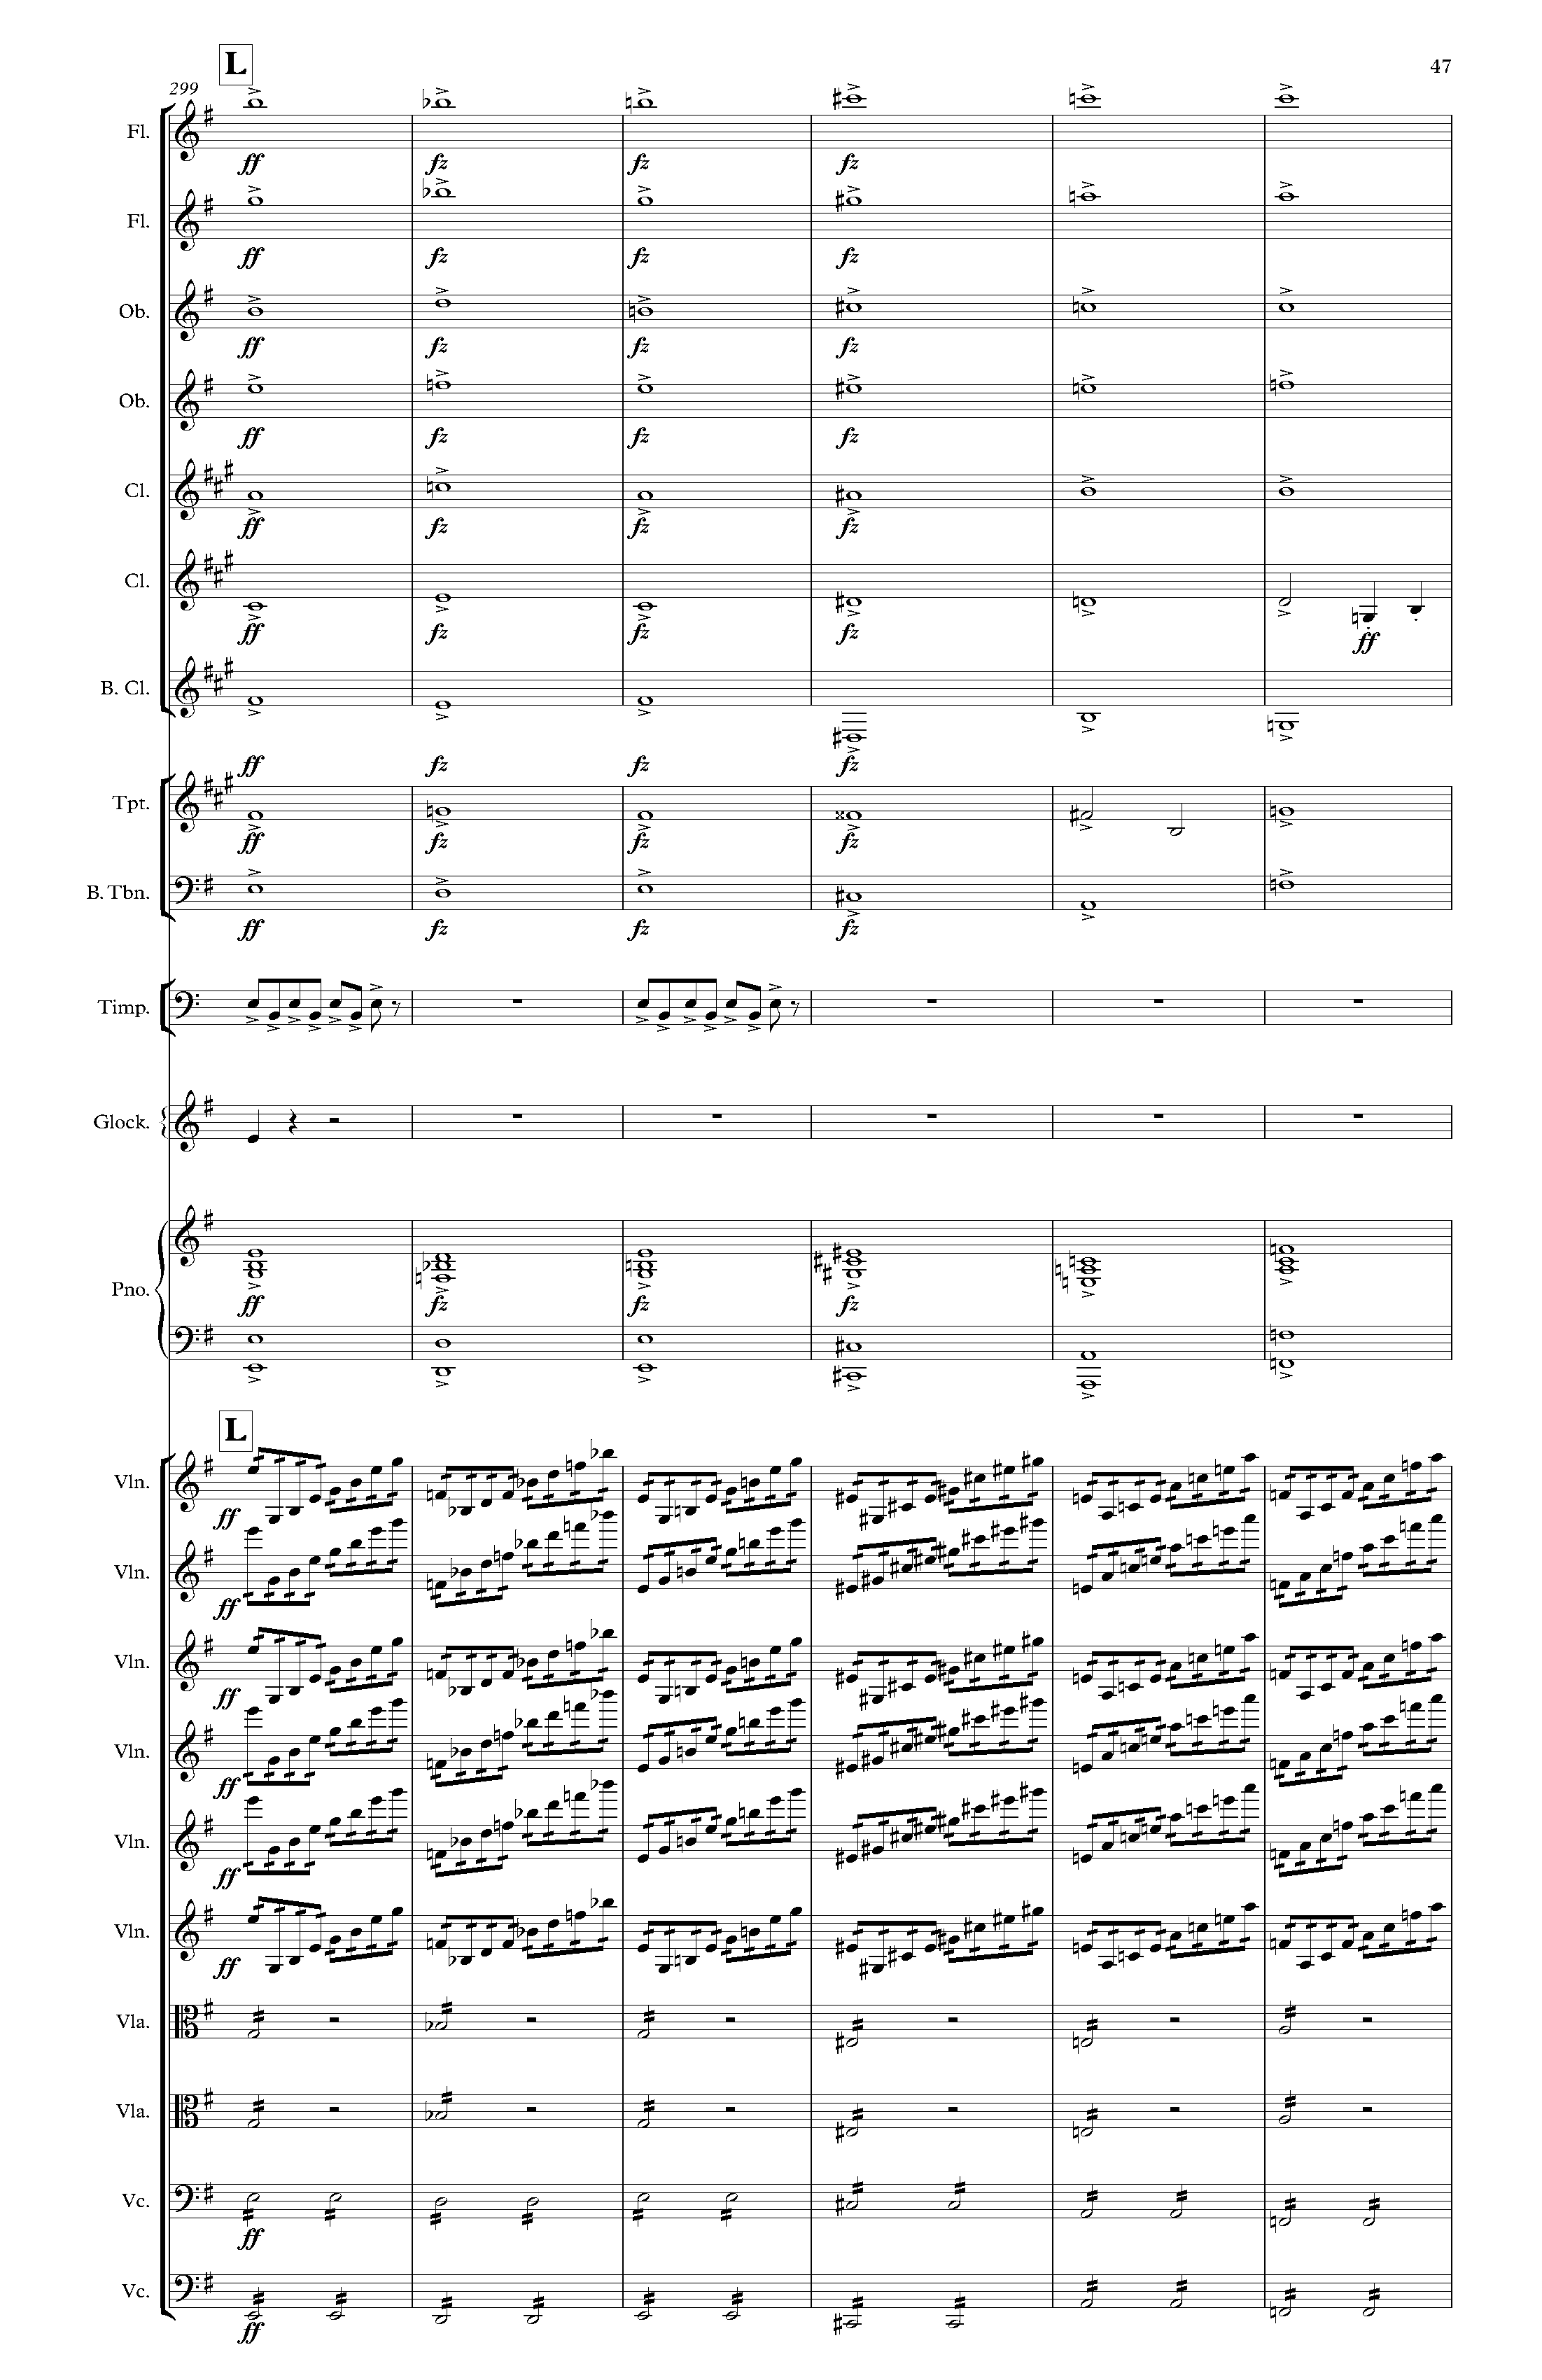 L
47
299
Fl.
ff fz fz fz
Fl.
ff fz fz fz
Ob.
ff fz fz fz
Ob.
ff fz fz fz
Cl.
ff fz fz fz
Cl.
ff fz fz fz ff
B. Cl.
ff fz fz fz
Tpt.
ff fz fz fz
B. Tbn.
ff fz fz fz
Timp.
Glock.
Pno.
ff fz fz fz
L
Vln.
ff
Vln.
ff
Vln.
ff
Vln.
ff
Vln.
ff
Vln.
ff
Vla.
Vla.
Vc.
ff
Vc.
ff